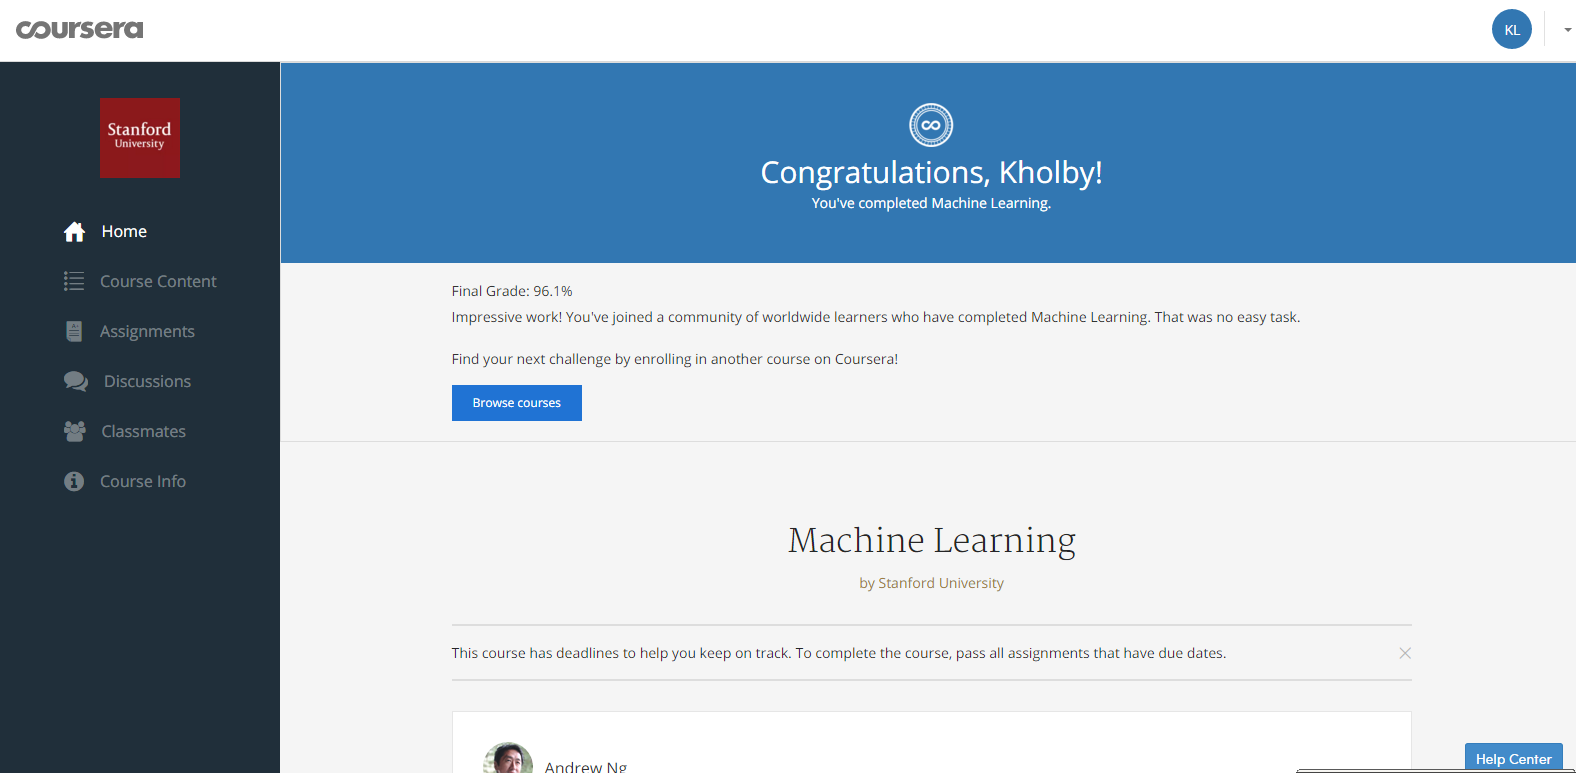 coursera
KL
Stanford
University
Home
Course Content
Assignments
Discussions
Classmates
Course Info
Congratulations, Kholby!
You've completed Machine Learning.
Final Grade: 96.1%
Impressive work! You've joined a community of worldwide learners who have completed Machine Learning. That was no easy task.
Find your next challenge by enrolling in another course on Coursera!
Browse courses
Machine Learning
by Stanford University
This course has deadlines to help you keep on track. To complete the course, pass all assignments that have due dates.
Andrew Ng
Help Center